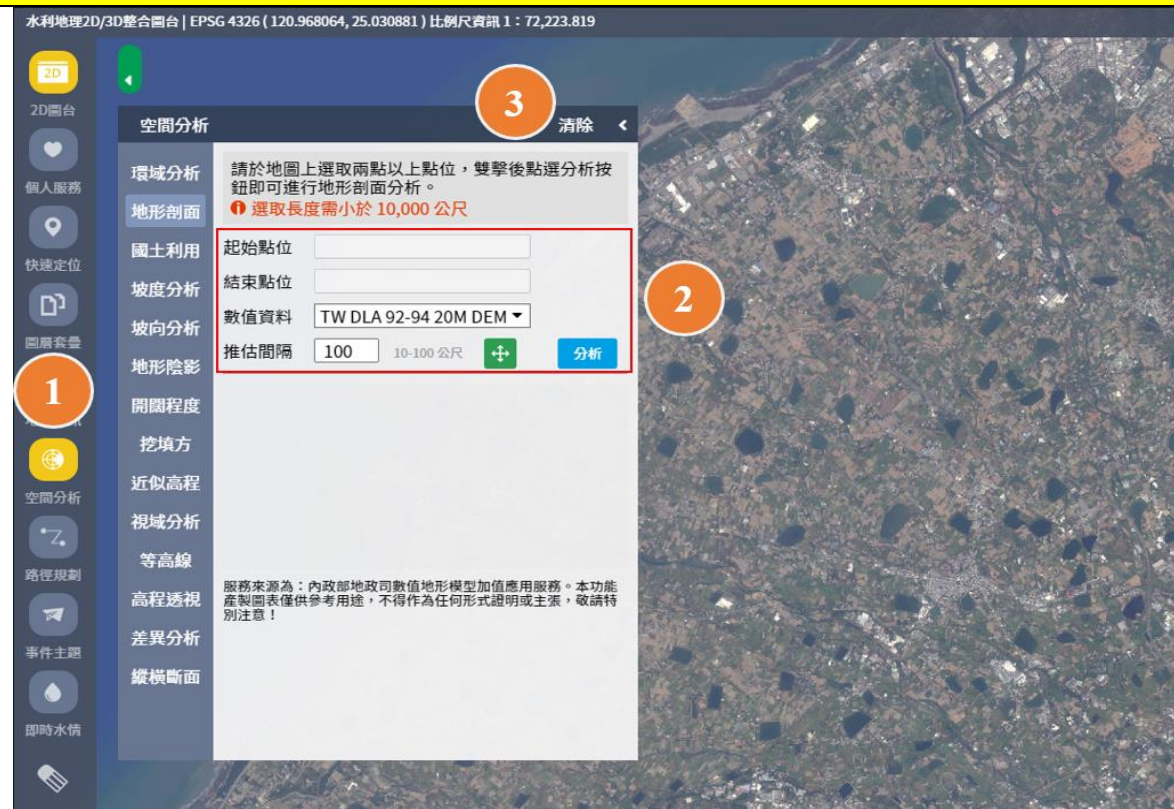 水利地理2D/3D整合圖台 | EPSG 4326 ( 120.968064, 25.030881 ) 比例尺資訊 1：72,223.819
2D
2D圖台
個人服務
快速定位
圖層套疊
1
空間分析
路徑規劃
事件主題
即時水情
空間分析
3
清除
環域分析
地形剖面
國土利用
坡度分析
坡向分析
地形陰影
開闊程度
挖填方
近似高程
視域分析
等高線
高程透視
差異分析
縱橫斷面
請於地圖上選取兩點以上點位，雙擊後點選分析按
鈕即可進行地形剖面分析。
選取長度需小於 10,000 公尺
起始點位
結束點位
數值資料 TW DLA 92-94 20M DEM
推估間隔 100 10-100 公尺 分析
2
服務來源為：內政部地政司數值地形模型加值應用服務。本功能
產製圖表僅供參考用途，不得作為任何形式證明或主張，敬請特
別注意！